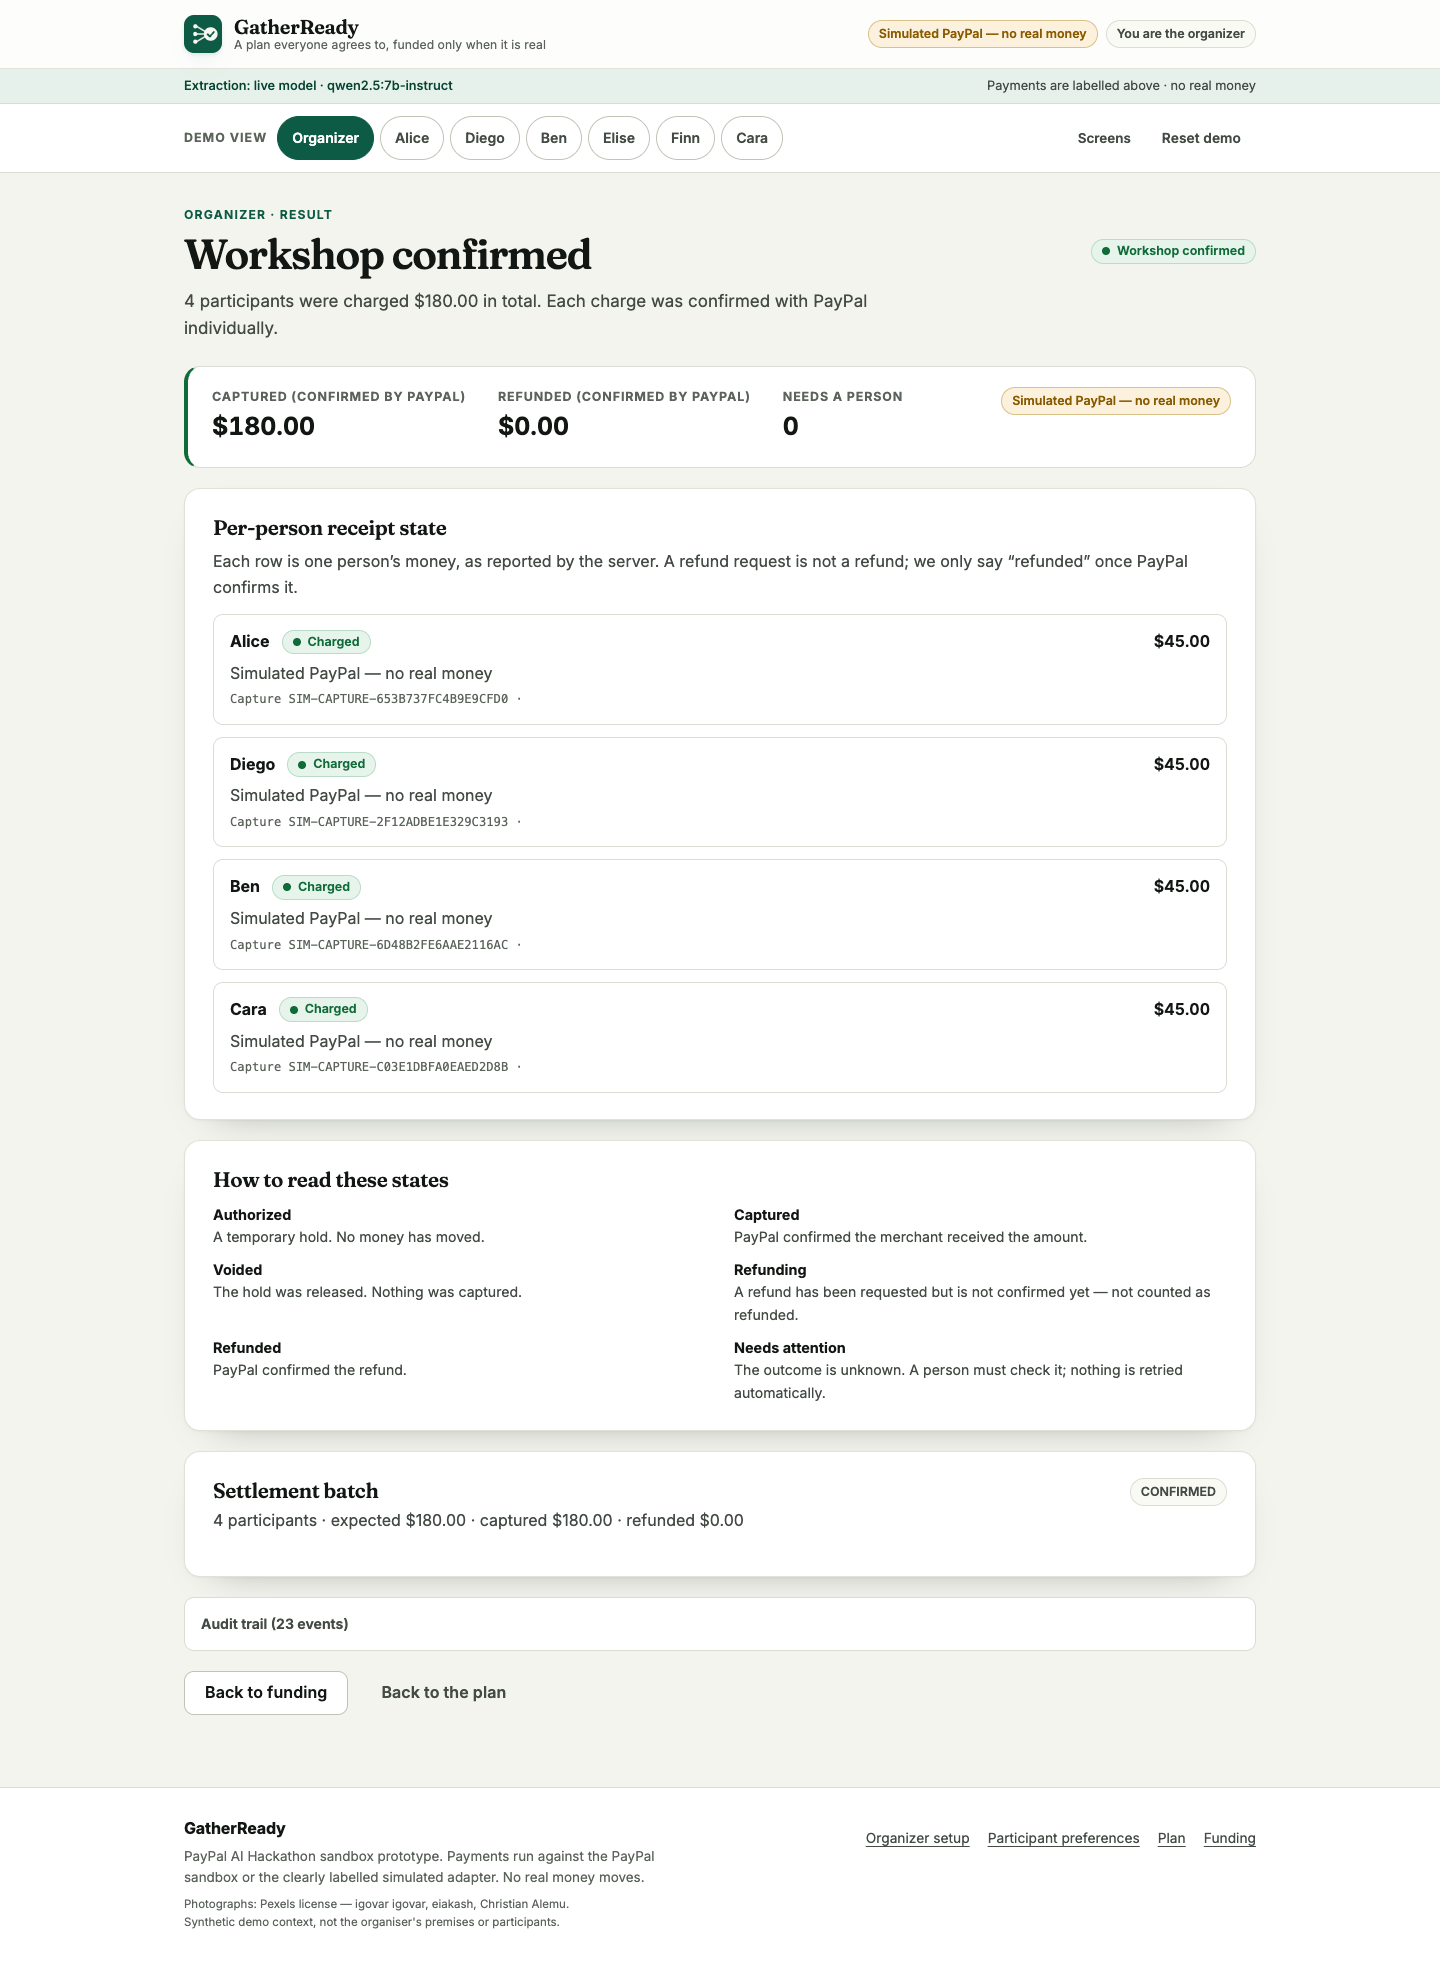 GatherReady
A plan everyone agrees to, funded only when it is real
Simulated PayPal — no real money
You are the organizer
Extraction: live model · qwen2.5:7b-instruct
Payments are labelled above · no real money
DEMO VIEW
Organizer
Alice
Diego
Ben
Elise
Finn
Cara
Screens
Reset demo
ORGANIZER · RESULT
Workshop confirmed
Workshop confirmed
4 participants were charged $180.00 in total. Each charge was confirmed with PayPal
individually.
CAPTURED (CONFIRMED BY PAYPAL)
$180.00
REFUNDED (CONFIRMED BY PAYPAL)
$0.00
NEEDS A PERSON
0
Simulated PayPal — no real money
Per-person receipt state
Each row is one person’s money, as reported by the server. A refund request is not a refund; we only say “refunded” once PayPal
confirms it.
Alice
Charged
$45.00
Simulated PayPal — no real money
Capture SIM-CAPTURE-653B737FC4B9E9CFD0 ·
Diego
Charged
$45.00
Simulated PayPal — no real money
Capture SIM-CAPTURE-2F12ADBE1E329C3193 ·
Ben
Charged
$45.00
Simulated PayPal — no real money
Capture SIM-CAPTURE-6D48B2FE6AAE2116AC ·
Cara
Charged
$45.00
Simulated PayPal — no real money
Capture SIM-CAPTURE-C03E1DBFA0EAED2D8B ·
How to read these states
Authorized
A temporary hold. No money has moved.
Captured
PayPal confirmed the merchant received the amount.
Voided
The hold was released. Nothing was captured.
Refunding
A refund has been requested but is not confirmed yet — not counted as
refunded.
Refunded
PayPal confirmed the refund.
Needs attention
The outcome is unknown. A person must check it; nothing is retried
automatically.
Settlement batch
CONFIRMED
4 participants · expected $180.00 · captured $180.00 · refunded $0.00
Audit trail (23 events)
Back to funding
Back to the plan
GatherReady
PayPal AI Hackathon sandbox prototype. Payments run against the PayPal
sandbox or the clearly labelled simulated adapter. No real money moves.
Photographs: Pexels license — igovar igovar, eiakash, Christian Alemu.
Synthetic demo context, not the organiser's premises or participants.
Organizer setup
Participant preferences
Plan
Funding